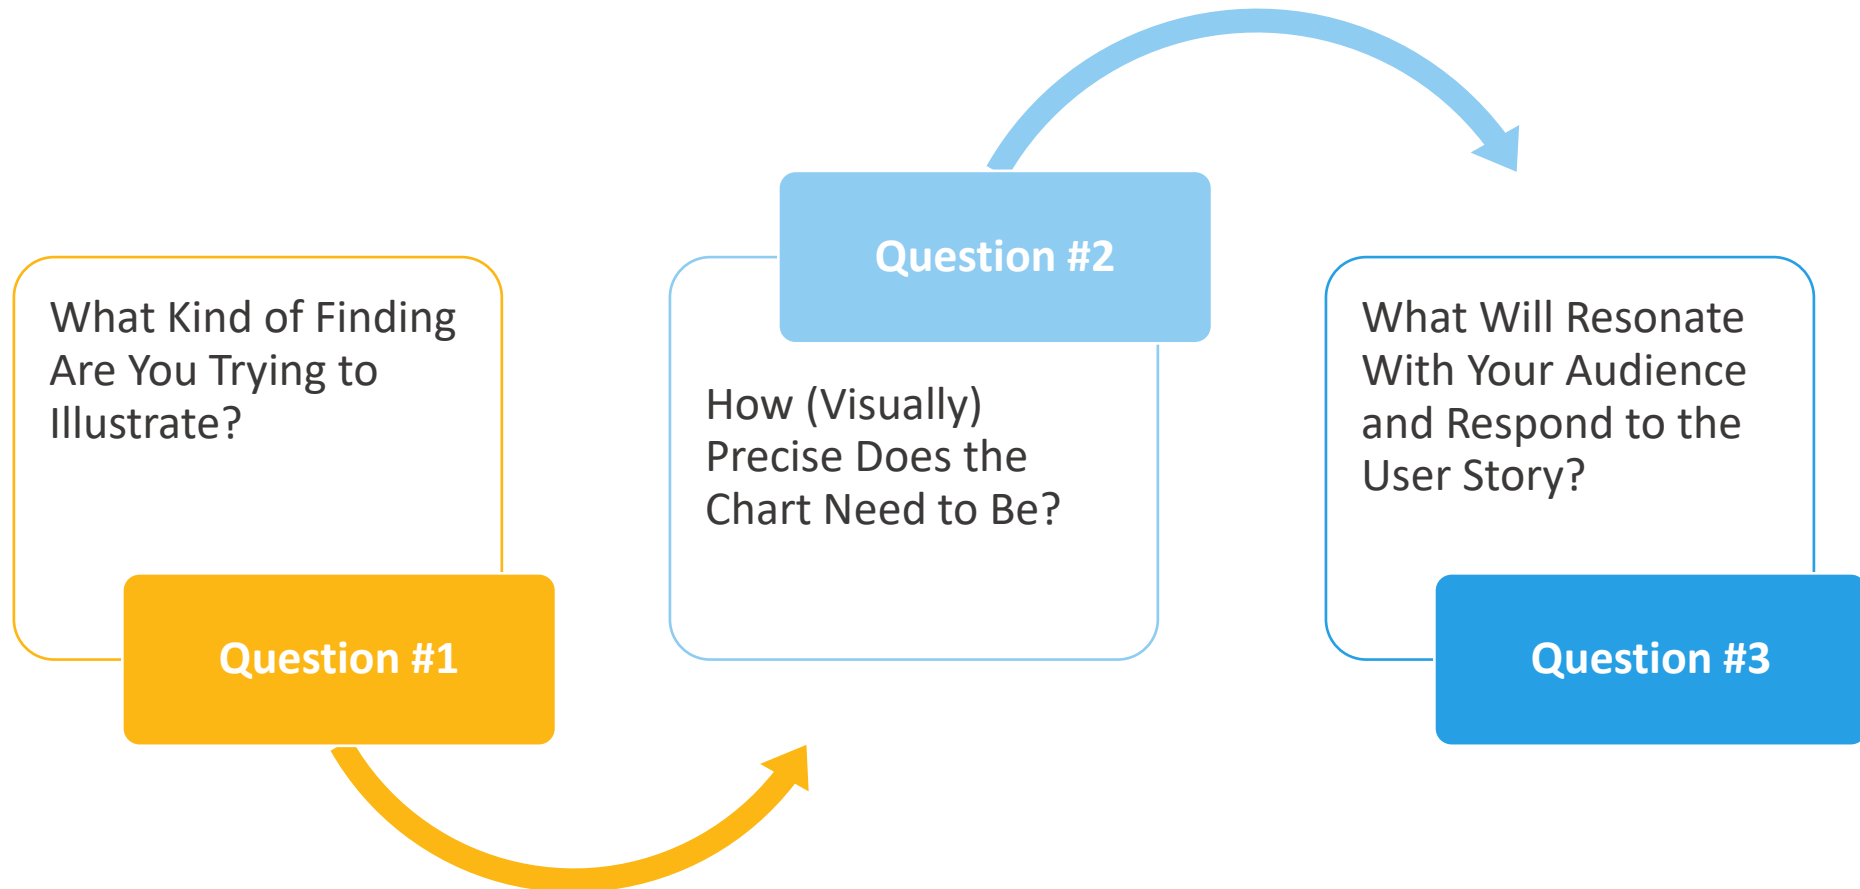 What Kind of Finding
Are You Trying to
Illustrate?
Question #1
Question #2
How (Visually)
Precise Does the
Chart Need to Be?
What Will Resonate
With Your Audience
and Respond to the
User Story?
Question #3